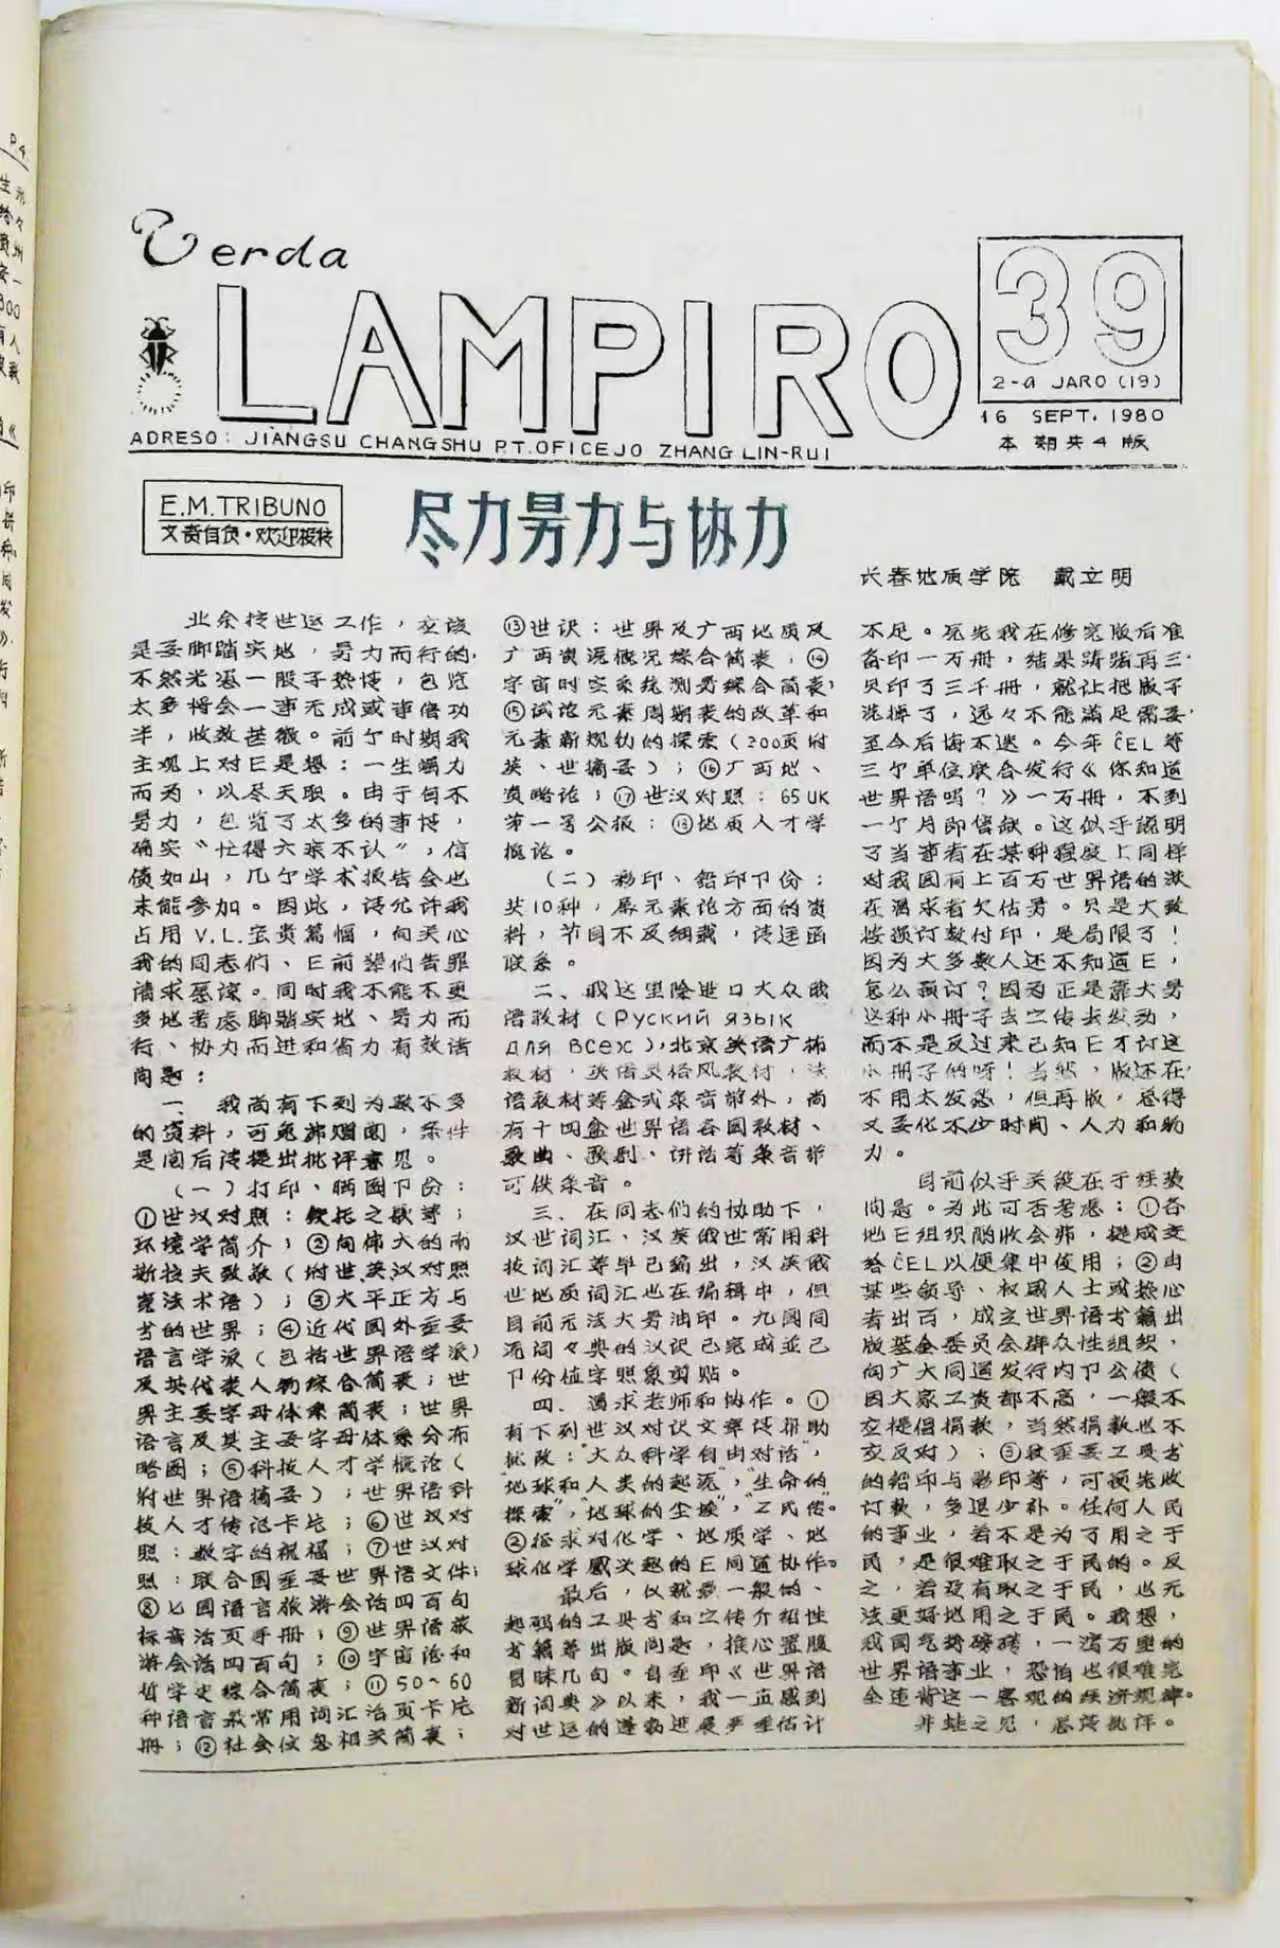 Verda
LAMPIRO
39
2-a JARO (19)
16 SEPT. 1980
本期共4版
ADRESO: JIANGSU CHANGSHU P.T.OFICEJO ZHANG LIN-RUI
E.M.TRIBUNO
文责自负·欢迎接转
尽力努力与协力
长春地质学院 戴立明
业余搞世运工作，应该
是要脚踏实地，努力而行的.
不然光凭一股子热情，包览
太多将会一事无成或事倍功
半，收效甚微。前个时期我
主观上对E是想：一生竭力
而为，以尽天职。由于自不
努力，包览了太多的事情，
确实“忙得六亲不认”，信
债如山，几个学术报告会也
未能参加。因此，请允许我
占用V.L.宝贵篇幅，向关心
我的同志们、E前辈们告罪
请求原谅。同时我不能不更
多地考虑脚踏实地、努力而
行、协力而进和省力有效诸
问题：
一、我尚有下列为数不多
的资料，可免费赠阅，条件
是阅后请提出批评意见。
（一）打印、晒图卩份：
①世汉对照：敖托之歌等；
环境学简介；②向伟大的南
斯拉夫致敬（附世英汉对照
宪法术语）；③大平正方与
书的世界；④近代国外重要
语言学派（包括世界语学派）
及其代表人物综合简表；世
界主要字母体系简表；世界
语言及其主要字母体系分布
略图；⑤科技人才学概论（
附世界语摘要）；世界语科
技人才传记卡片；⑥世汉对
照：数字的祝福；⑦世汉对
照：联合国重要世界语文件；
⑧七国语言旅游会话四百句
标音活页手册；⑨世界语旅
游会话四百句；⑩宇宙论和
哲学史综合简表；⑪50~60
种语言最常用词汇活页卡片
册；⑫社会信息相关简表；
⑬世识：世界及广西地质及
广西资源概况综合简表，⑭
宇宙时空系统测努综合简表；
⑮试论元素周期表的改革和
元素新规律的探索（200页附
英、世摘要）；⑯广西地、
资略论；⑰世汉对照：65UK
第一号公报：⑱地质人才学
概论。
（二）彩印、铅印卩份：
共10种，属元素论方面的资
料，节目不及细载，请迳函
联系。
二、我这里除进口大众俄
语教材（Руский язык
для всех），北京英语广播
教材，英语灵格风教材，法
语教材等盒式录音带外，尚
有十四盒世界语各国教材、
歌曲、歌剧、讲话等录音带
可供录音。
三、在同志们的协助下，
汉世词汇、汉英俄世常用科
技词汇等早已编出，汉英俄
世地质词汇也在编辑中，但
目前无法大努油印。九国同
源词々典的汉识已完成並已
卩份植字照象剪贴。
四、遍求老师和协作。①
有下列世汉对识文章请帮助
批改：“大众科学自由对话”，
“地球和人类的起源”，“生命的
探索”，“地球的尘埃”，“工民传”。
②征求对化学、地质学、地
球化学感兴趣的E同道协作。
最后，仅就最一般的、
起码的工具书和宣传介绍性
书籍等出版问题，推心置腹
冒昧几句。自重印《世界语
新词典》以来，我一直感到
对世运的蓬勃进展严重估计
不足。原先我在修完版后准
备印一万册，结果踌躇再三.
只印了三千册，就让把版子
洗掉了，远々不能满足需要.
至今后悔不迭。今年ĈEL等
三个单位联合发行《你知道
世界语吗？》一万册，不到
一个月即售缺。这似乎说明
了当事者在某种程度上同样
对我国有上百万世界语的潜
在渴求者欠估努。只是大致
按预订数付印，是局限了！
因为大多数人还不知道E，
怎么预订？因为正是靠大努
这种小册子去宣传去发动，
而不是反过来已知E才订这
小册子的呀！当然，版还在.
不用太发愁，但再版，总得
又要化不少时间、人力和物
力。
目前似乎关键在于经费
问题。为此可否考虑：①各
地E组织酌收会费，提成交
给ĈEL以便集中使用；②由
某些领导、权威人士或热心
者出面，成立世界语书籍出
版基金委员会群众性组织，
向广大同道发行内卩公债（
因大家工资都不高，一般不
应提倡捐款，当然捐款也不
应反对）；③较重要工具书
的铅印与彩印等，可预先收
订款，多退少补。任何人民
的事业，若不是为了用之于
民，是很难取之于民的。反
之，若没有取之于民，也无
法更好地用之于民。我想，
我国气势磅礴，一泻万里的
世界语事业，恐怕也很难完
全违背这一客观的经济规律。
井蛙之见，恳请批评。